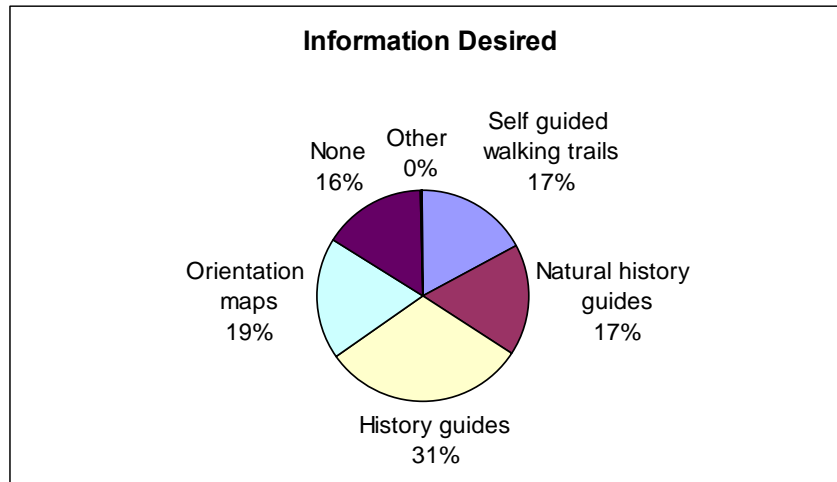 Information Desired
Self guided
walking trails
17%
Natural history
guides
17%
History guides
31%
Orientation
maps
19%
None
16%
Other
0%